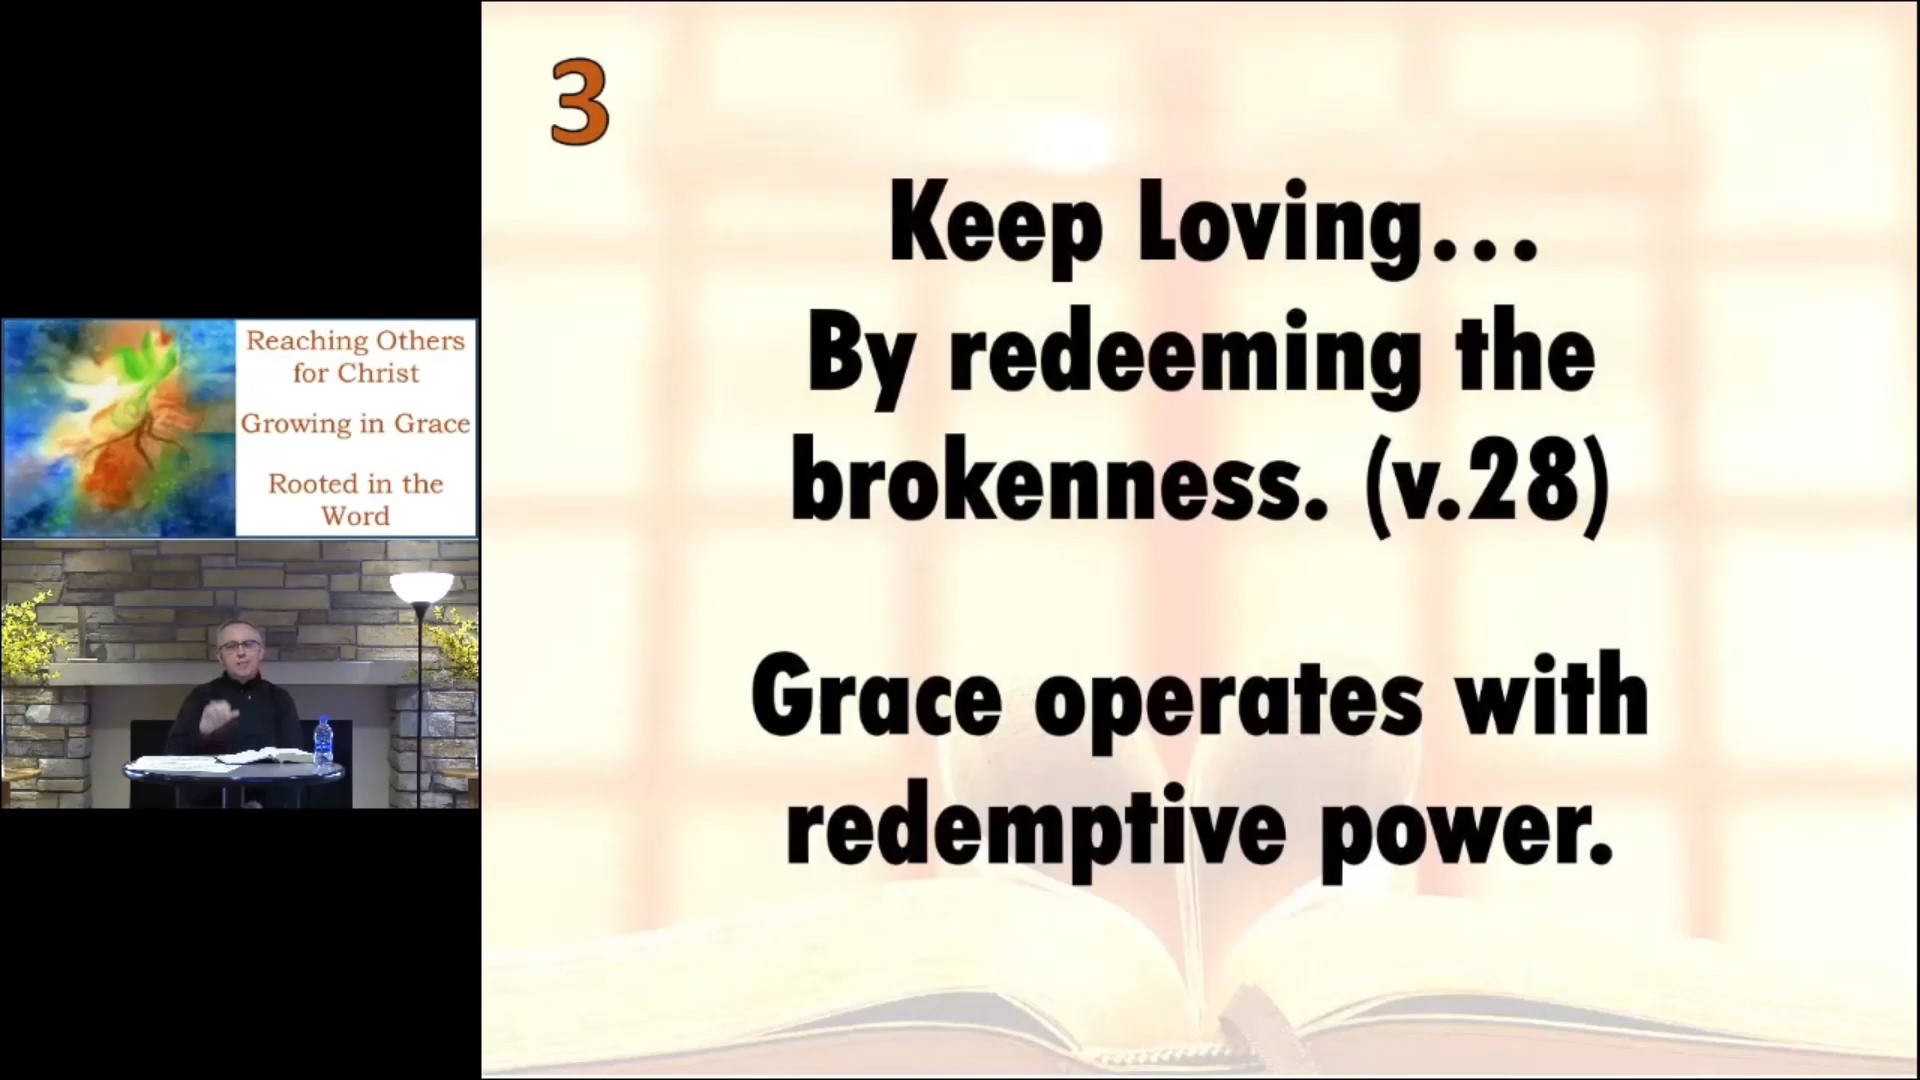 3
Keep Loving...
By redeeming the
brokenness. (v.28)
Grace operates with
redemptive power.
Reaching Others
for Christ
Growing in Grace
Rooted in the
Word